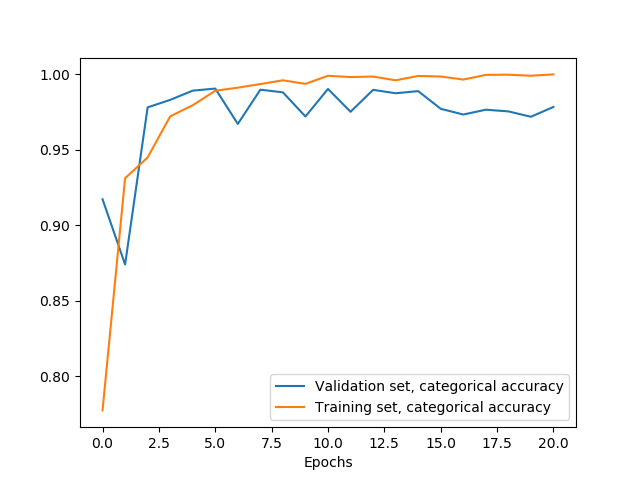 1.00
0.95
0.90
0.85
0.80
Validation set, categorical accuracy
Training set, categorical accuracy
0.0 2.5 5.0 7.5 10.0 12.5 15.0 17.5 20.0
Epochs